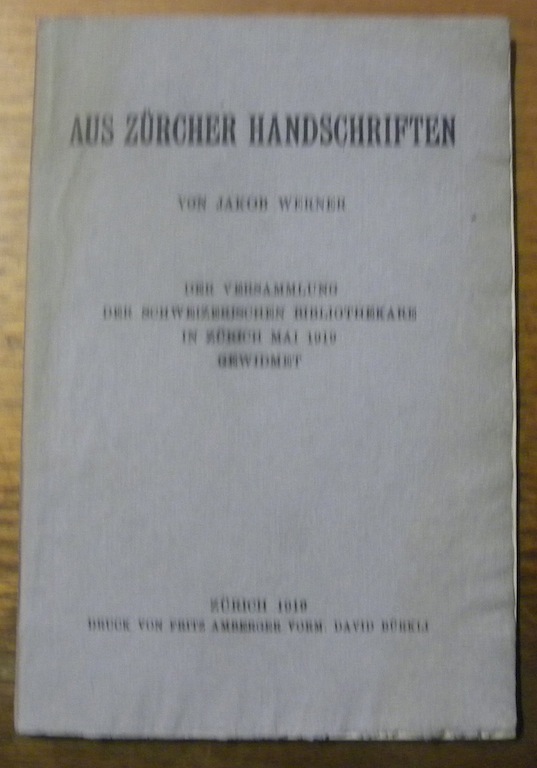 AUS ZÜRCHER HANDSCHRIFTEN
VON JAKOB WERNER
DER VERSAMMLUNG
DER SCHWEIZERISCHEN BIBLIOTHEKARE
IN ZÜRICH MAI 1919
GEWIDMET
ZÜRICH 1919
DRUCK VON FRITZ AMBERGER VORM. DAVID BÜRKLI